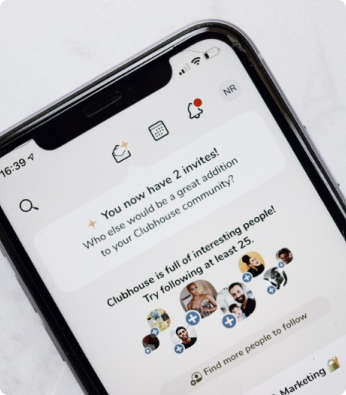 16:39
NR
You now have 2 invites!
Who else would be a great addition
to your Clubhouse community?
Clubhouse is full of interesting people!
Try following at least 25.
Find more people to follow
Marketing